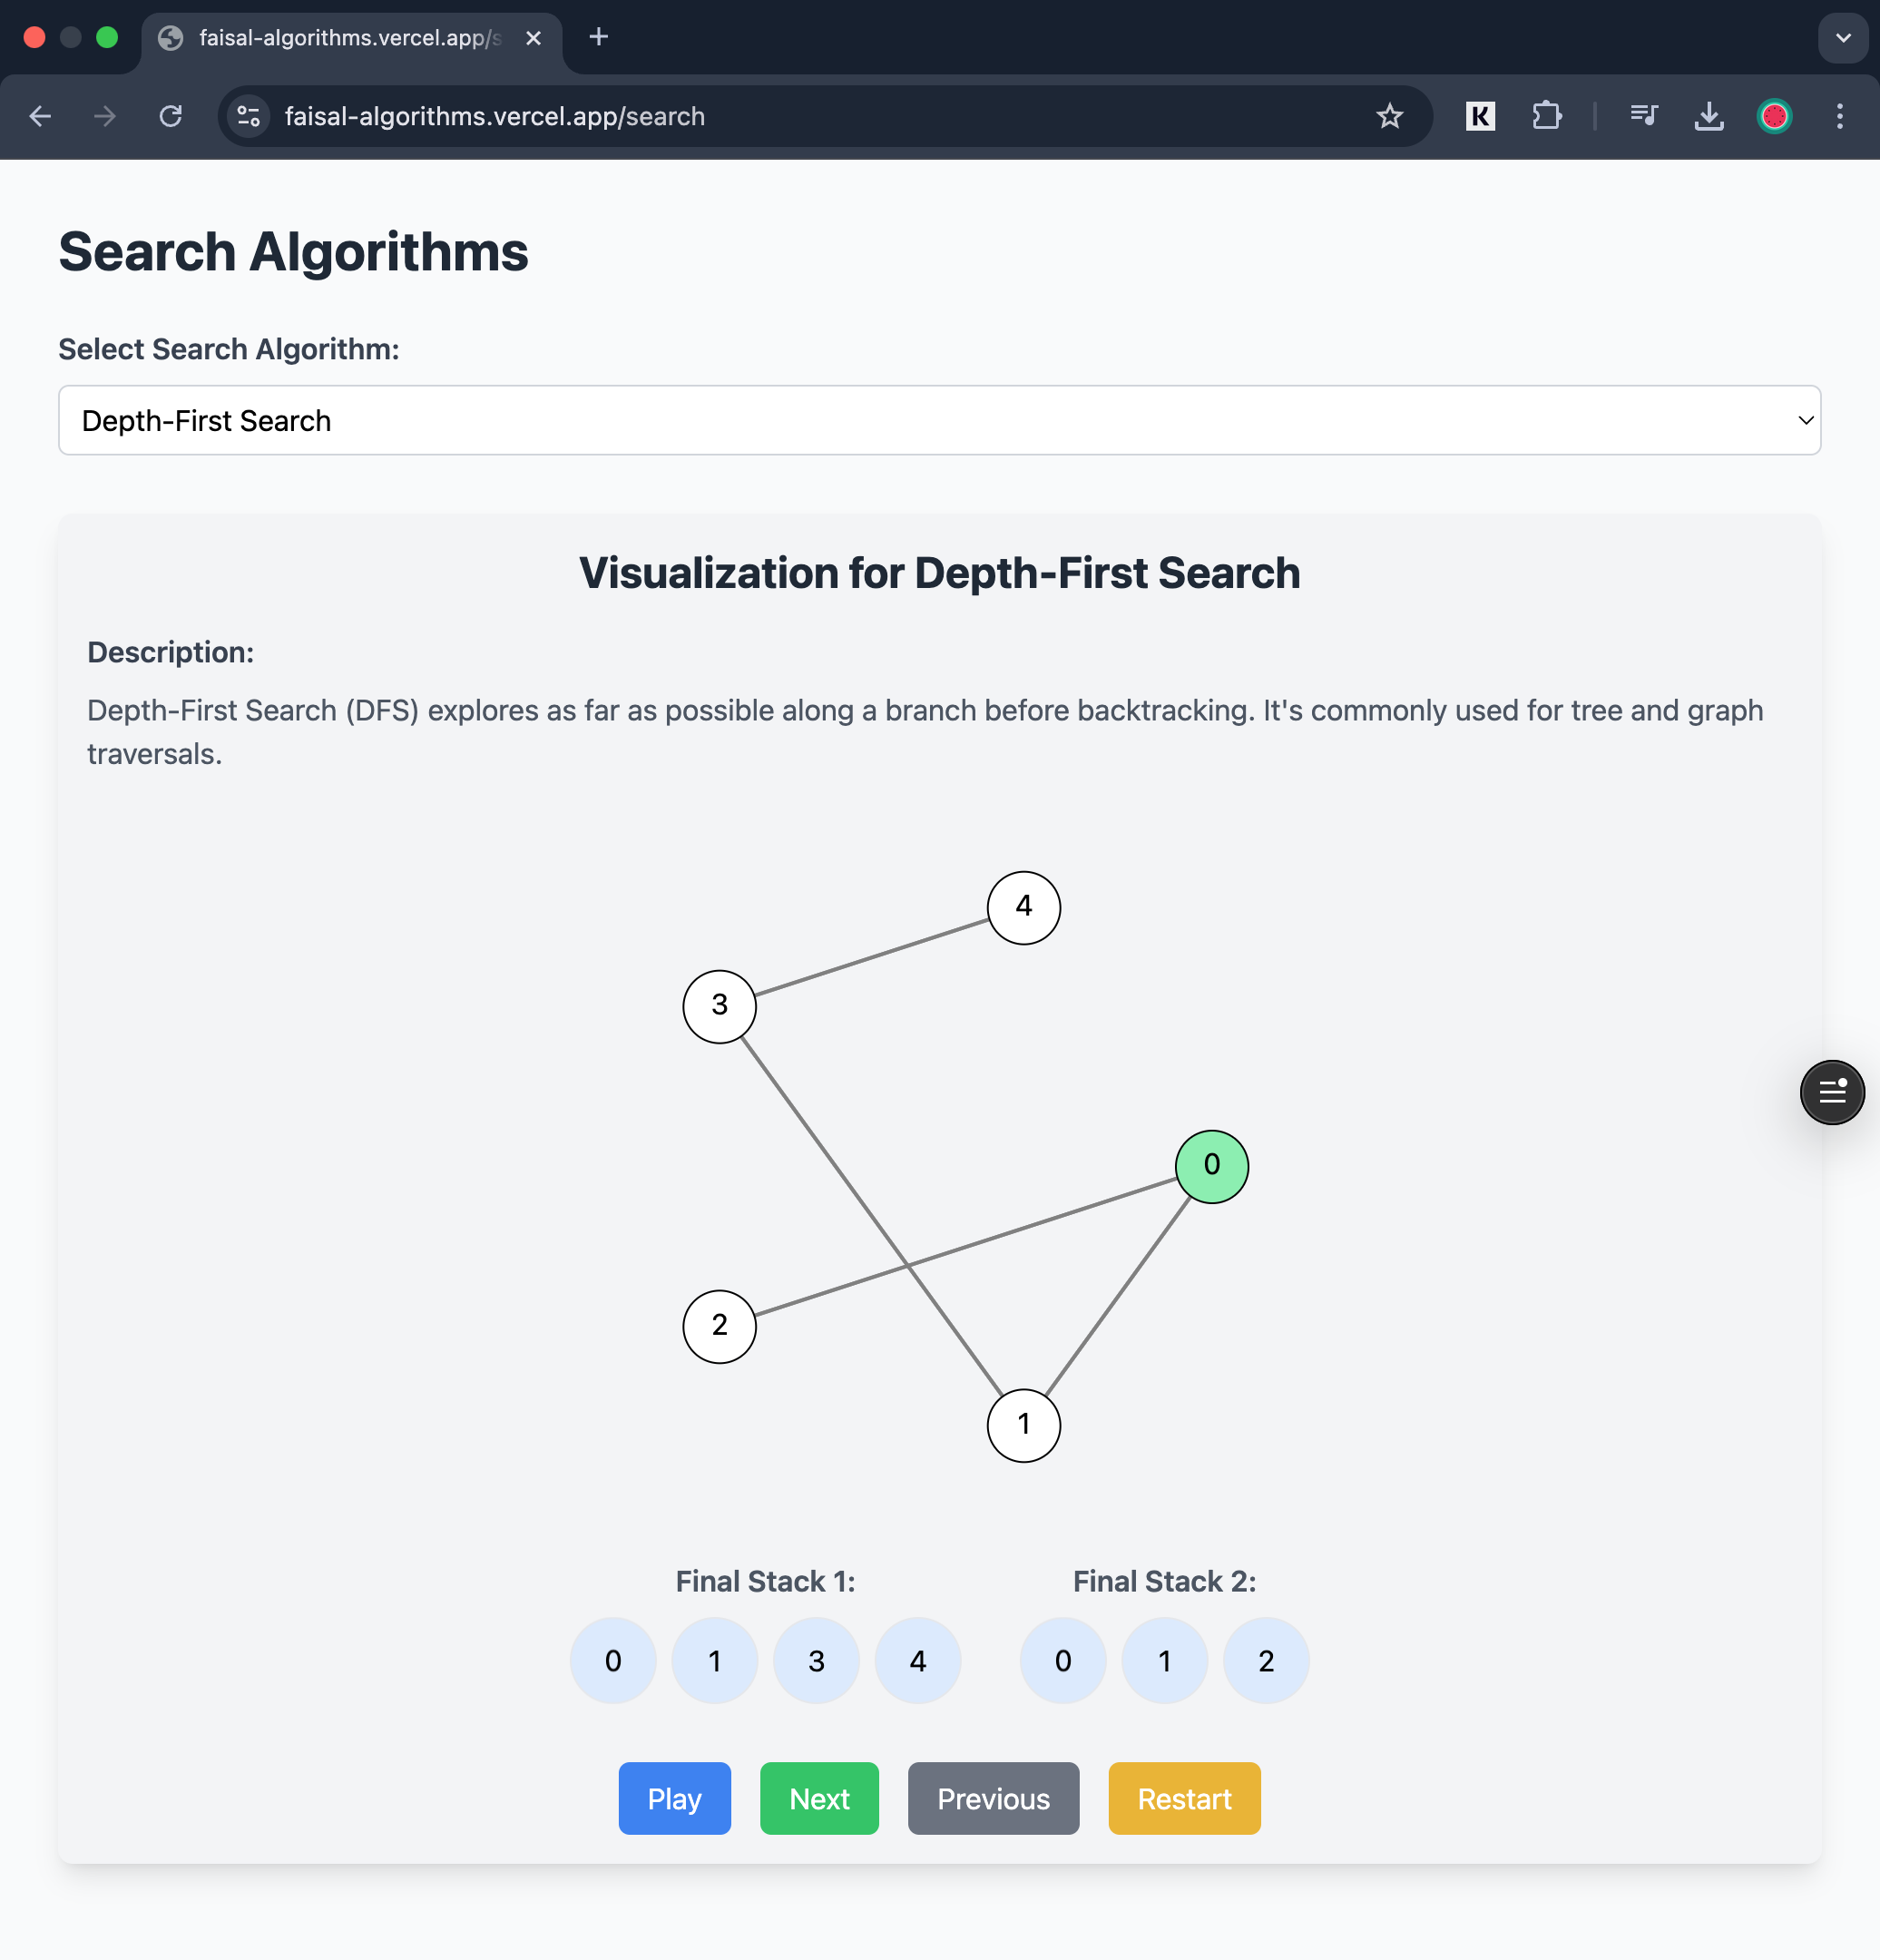 faisal-algorithms.vercel.app/s
faisal-algorithms.vercel.app/search
K
Search Algorithms
Select Search Algorithm:
Depth-First Search
Visualization for Depth-First Search
Description:
Depth-First Search (DFS) explores as far as possible along a branch before backtracking. It's commonly used for tree and graph
traversals.
4
3
0
2
1
Final Stack 1: Final Stack 2:
0 1 3 4 0 1 2
Play Next Previous Restart